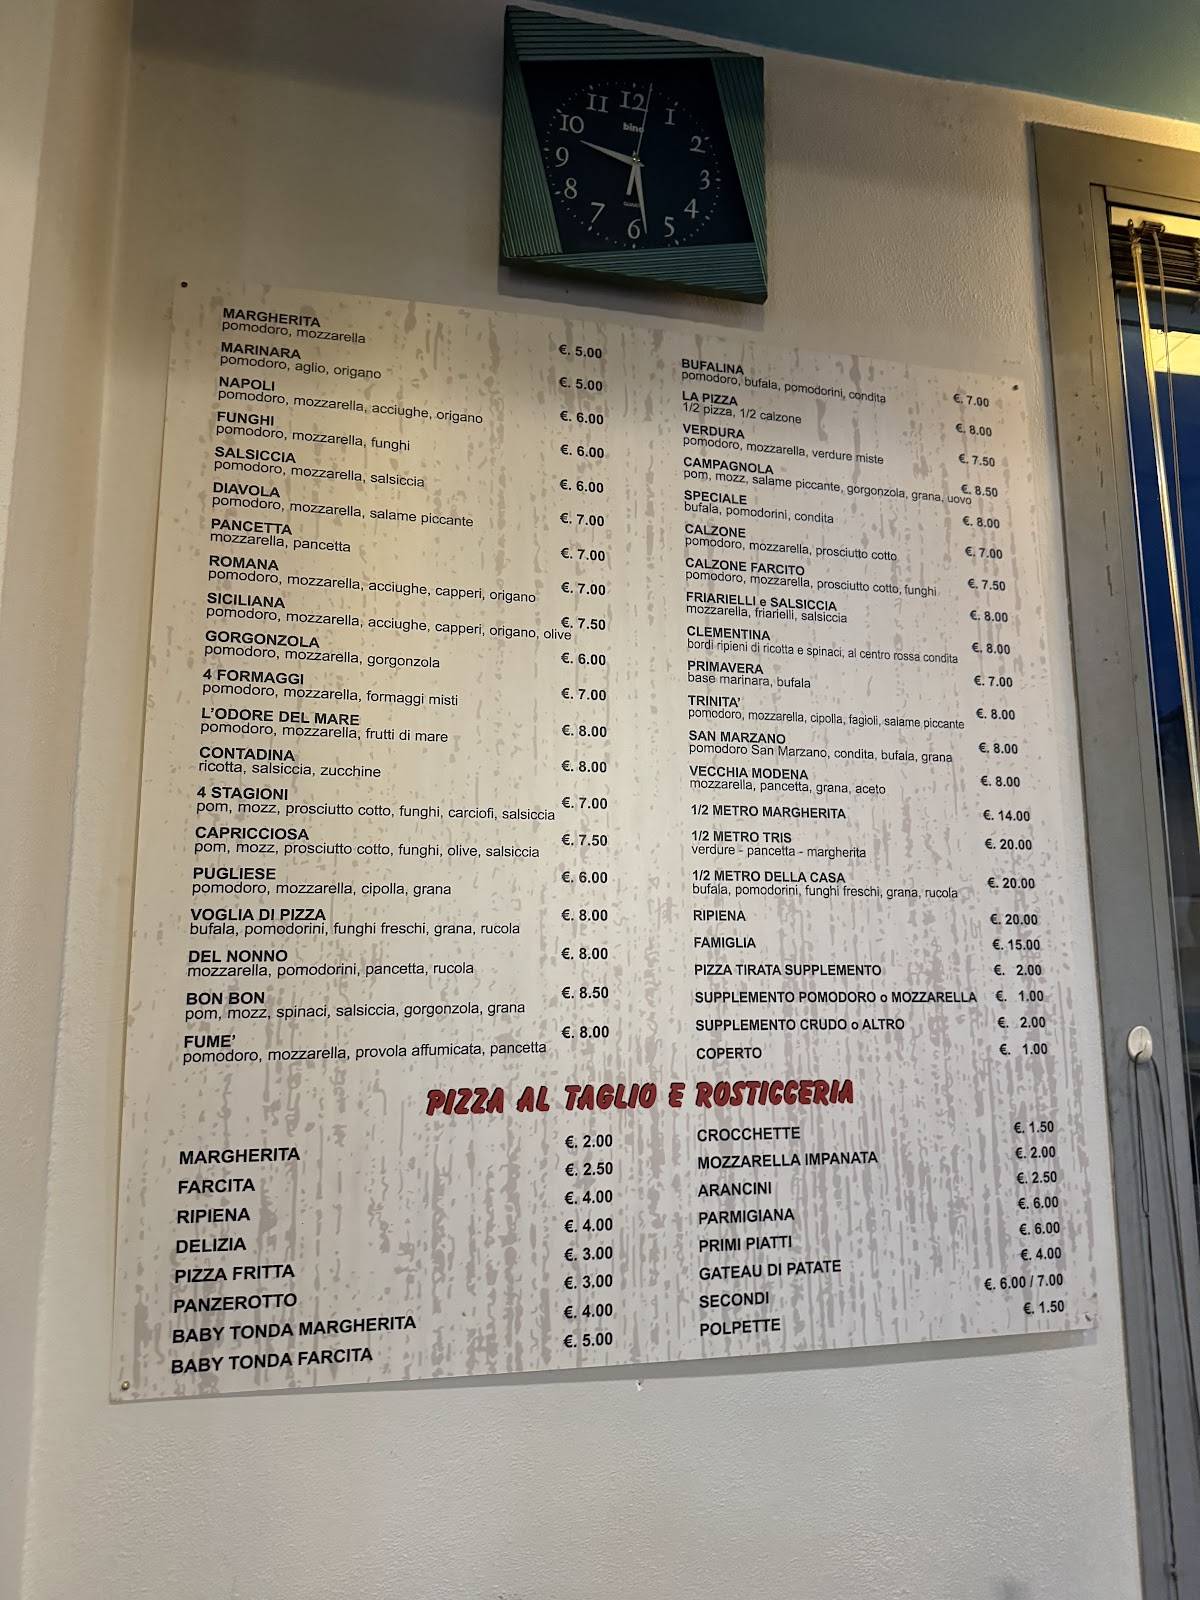 12
1
2
3
4
5
6
7
8
9
10
11
MARGHERITA
pomodoro, mozzarella
€. 5.00
MARINARA
pomodoro, aglio, origano
€. 5.00
NAPOLI
pomodoro, mozzarella, acciughe, origano
€. 6.00
FUNGHI
pomodoro, mozzarella, funghi
€. 6.00
SALSICCIA
pomodoro, mozzarella, salsiccia
€. 6.00
DIAVOLA
pomodoro, mozzarella, salame piccante
€. 7.00
PANCETTA
mozzarella, pancetta
€. 7.00
ROMANA
pomodoro, mozzarella, acciughe, capperi, origano
€. 7.00
SICILIANA
pomodoro, mozzarella, acciughe, capperi, origano, olive
€. 7.50
GORGONZOLA
pomodoro, mozzarella, gorgonzola
€. 6.00
4 FORMAGGI
pomodoro, mozzarella, formaggi misti
€. 7.00
L'ODORE DEL MARE
pomodoro, mozzarella, frutti di mare
€. 8.00
CONTADINA
ricotta, salsiccia, zucchine
€. 8.00
4 STAGIONI
pom, mozz, prosciutto cotto, funghi, carciofi, salsiccia
€. 7.00
CAPRICCIOSA
pom, mozz, prosciutto cotto, funghi, olive, salsiccia
€. 7.50
PUGLIESE
pomodoro, mozzarella, cipolla, grana
€. 6.00
VOGLIA DI PIZZA
bufala, pomodorini, funghi freschi, grana, rucola
€. 8.00
DEL NONNO
mozzarella, pomodorini, pancetta, rucola
€. 8.00
BON BON
pom, mozz, spinaci, salsiccia, gorgonzola, grana
€. 8.50
FUME'
pomodoro, mozzarella, provola affumicata, pancetta
€. 8.00
BUFALINA
pomodoro, bufala, pomodorini, condita
€. 7.00
LA PIZZA
1/2 pizza, 1/2 calzone
€. 8.00
VERDURA
pomodoro, mozzarella, verdure miste
€. 7.50
CAMPAGNOLA
pom, mozz, salame piccante, gorgonzola, grana, uovo
€. 8.50
SPECIALE
bufala, pomodorini, condita
€. 8.00
CALZONE
pomodoro, mozzarella, prosciutto cotto
€. 7.00
CALZONE FARCITO
pomodoro, mozzarella, prosciutto cotto, funghi
€. 7.50
FRIARIELLI e SALSICCIA
mozzarella, friarielli, salsiccia
€. 8.00
CLEMENTINA
bordi ripieni di ricotta e spinaci, al centro rossa condita
€. 8.00
PRIMAVERA
base marinara, bufala
€. 7.00
TRINITA'
pomodoro, mozzarella, cipolla, fagioli, salame piccante
€. 8.00
SAN MARZANO
pomodoro San Marzano, condita, bufala, grana
€. 8.00
VECCHIA MODENA
mozzarella, pancetta, grana, aceto
€. 8.00
1/2 METRO MARGHERITA
€. 14.00
1/2 METRO TRIS
verdure - pancetta - margherita
€. 20.00
1/2 METRO DELLA CASA
bufala, pomodorini, funghi freschi, grana, rucola
€. 20.00
RIPIENA
€. 20.00
FAMIGLIA
€. 15.00
PIZZA TIRATA SUPPLEMENTO
€. 2.00
SUPPLEMENTO POMODORO o MOZZARELLA
€. 1.00
SUPPLEMENTO CRUDO o ALTRO
€. 2.00
COPERTO
€. 1.00
PIZZA AL TAGLIO E ROSTICCERIA
MARGHERITA €. 2.00
FARCITA €. 2.50
RIPIENA €. 4.00
DELIZIA €. 4.00
PIZZA FRITTA €. 3.00
PANZEROTTO €. 3.00
BABY TONDA MARGHERITA €. 4.00
BABY TONDA FARCITA €. 5.00
CROCCHETTE €. 1.50
MOZZARELLA IMPANATA €. 2.00
ARANCINI €. 2.50
PARMIGIANA €. 6.00
PRIMI PIATTI €. 6.00
GATEAU DI PATATE €. 4.00
SECONDI €. 6.00 / 7.00
POLPETTE €. 1.50